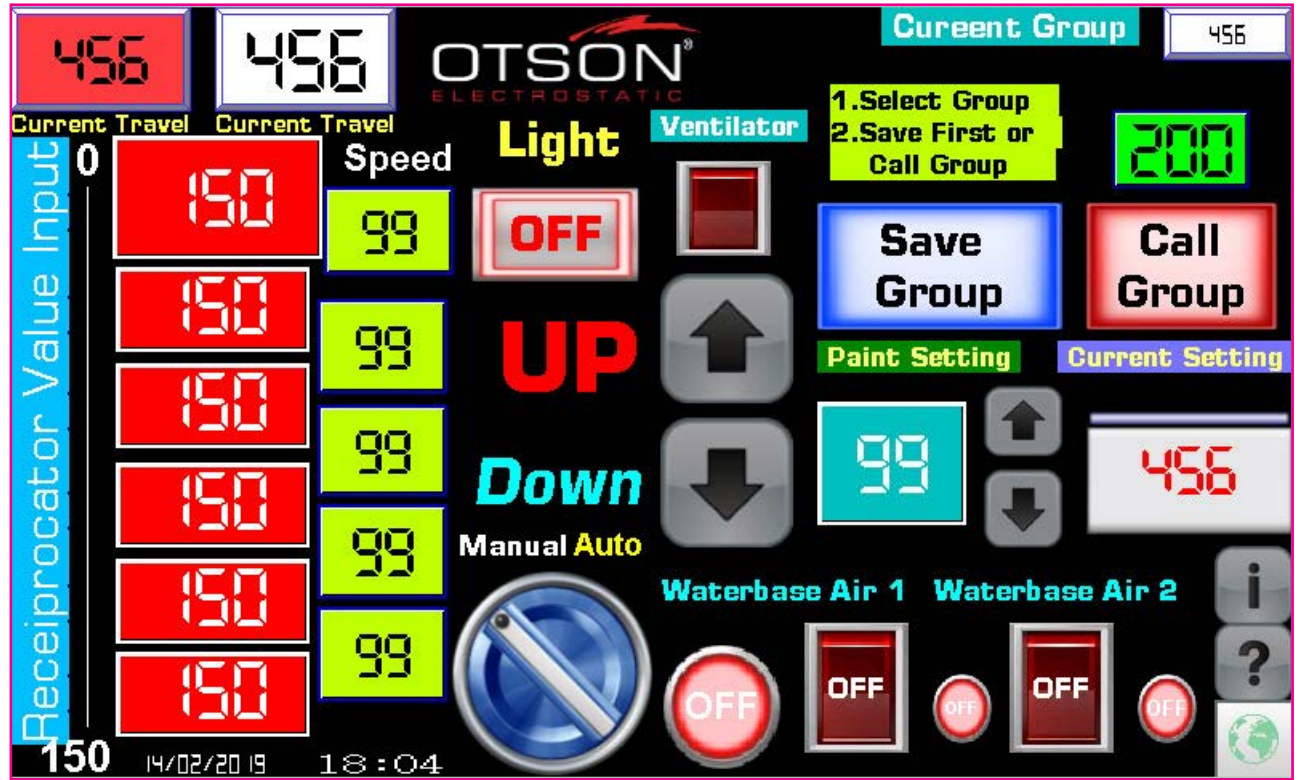 456
456
OTSON®
ELECTROSTATIC
Cureent Group
456
Current Travel
Current Travel
1.Select Group
2.Save First or
Call Group
200
Receiprocator Value Input
0
150
150
150
150
150
150
150
Speed
99
99
99
99
99
Light
OFF
Ventilator
UP
Down
Save
Group
Call
Group
Paint Setting
Current Setting
99
456
Manual Auto
Waterbase Air 1
Waterbase Air 2
OFF
OFF
OFF
OFF
OFF
i
?
14/02/2019
18:04